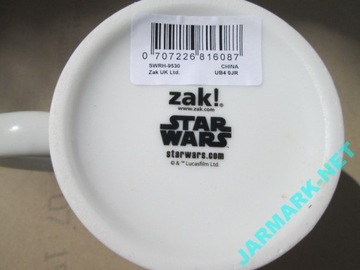 0 707226 816087
SWRH-9530 CHINA
Zak UK Ltd. UB4 0JR
zak!®
www.zak.com
STAR
WARS
starwars.com
© & ™ Lucasfilm Ltd.
JARMARK-NET